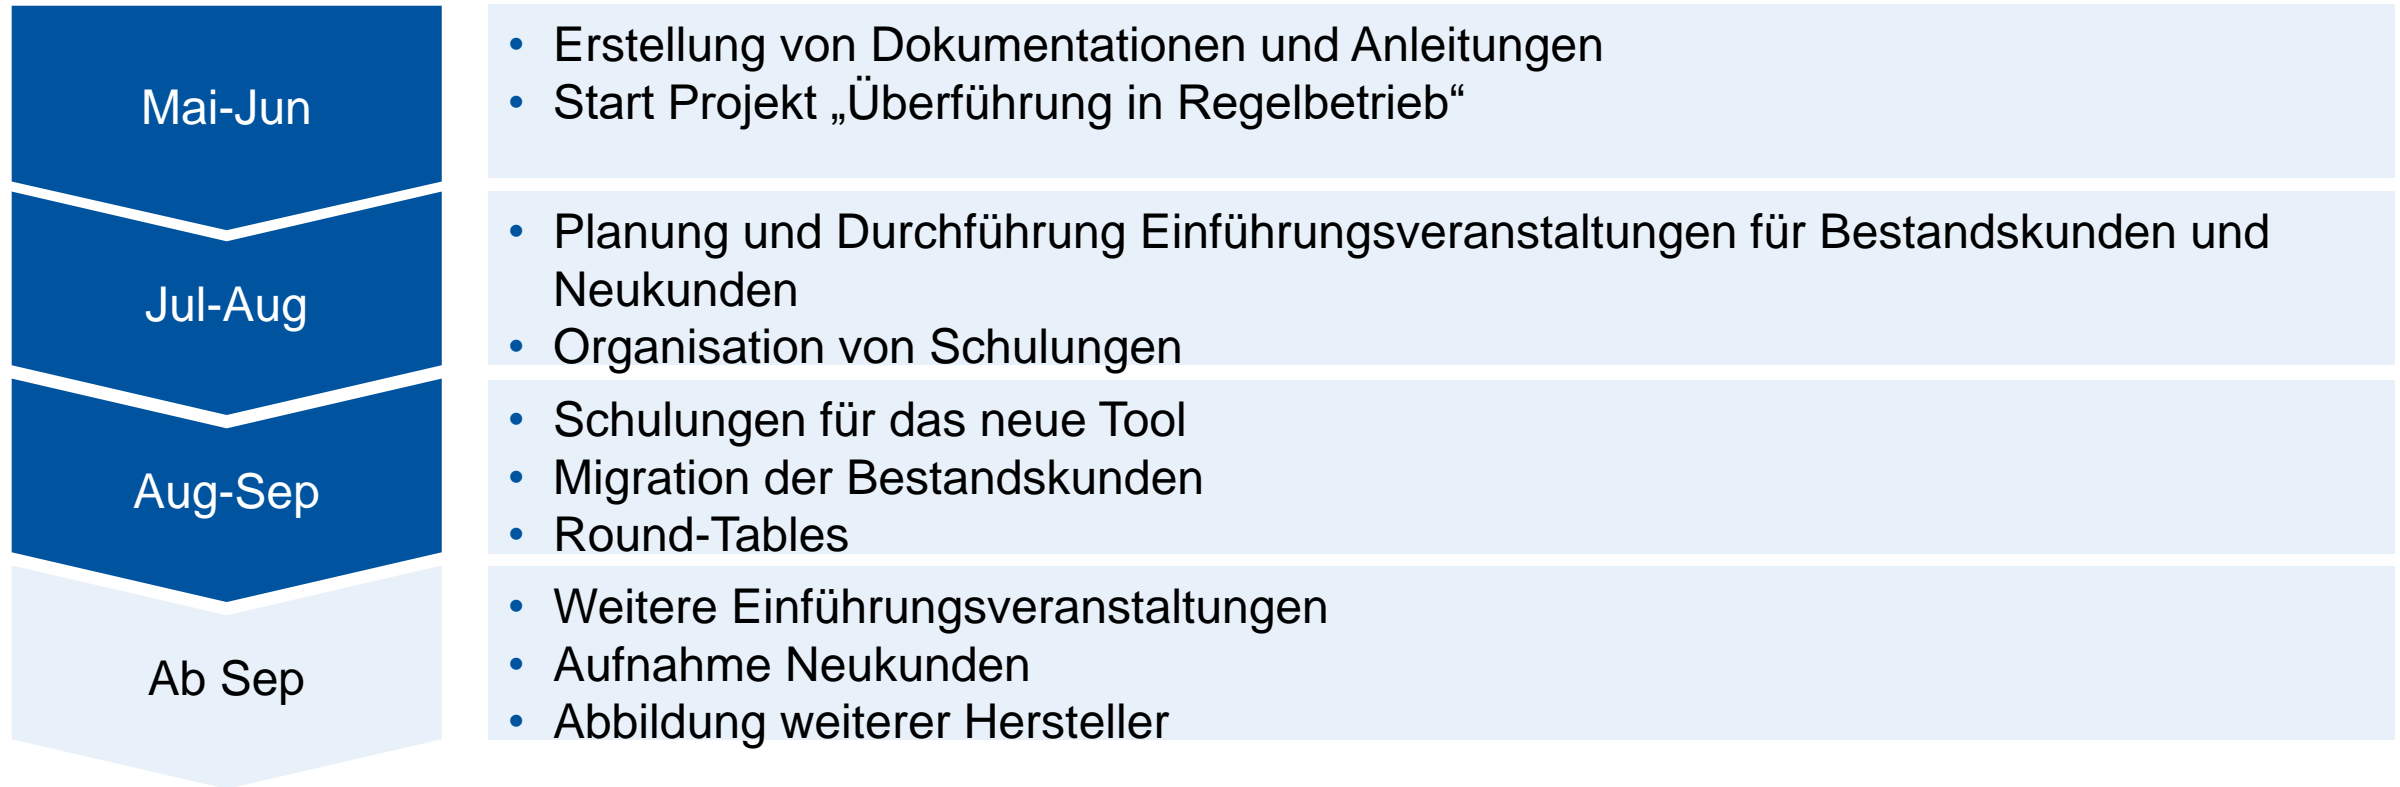 Mai-Jun
• Erstellung von Dokumentationen und Anleitungen
• Start Projekt „Überführung in Regelbetrieb“
Jul-Aug
• Planung und Durchführung Einführungsveranstaltungen für Bestandskunden und
Neukunden
• Organisation von Schulungen
Aug-Sep
• Schulungen für das neue Tool
• Migration der Bestandskunden
• Round-Tables
Ab Sep
• Weitere Einführungsveranstaltungen
• Aufnahme Neukunden
• Abbildung weiterer Hersteller